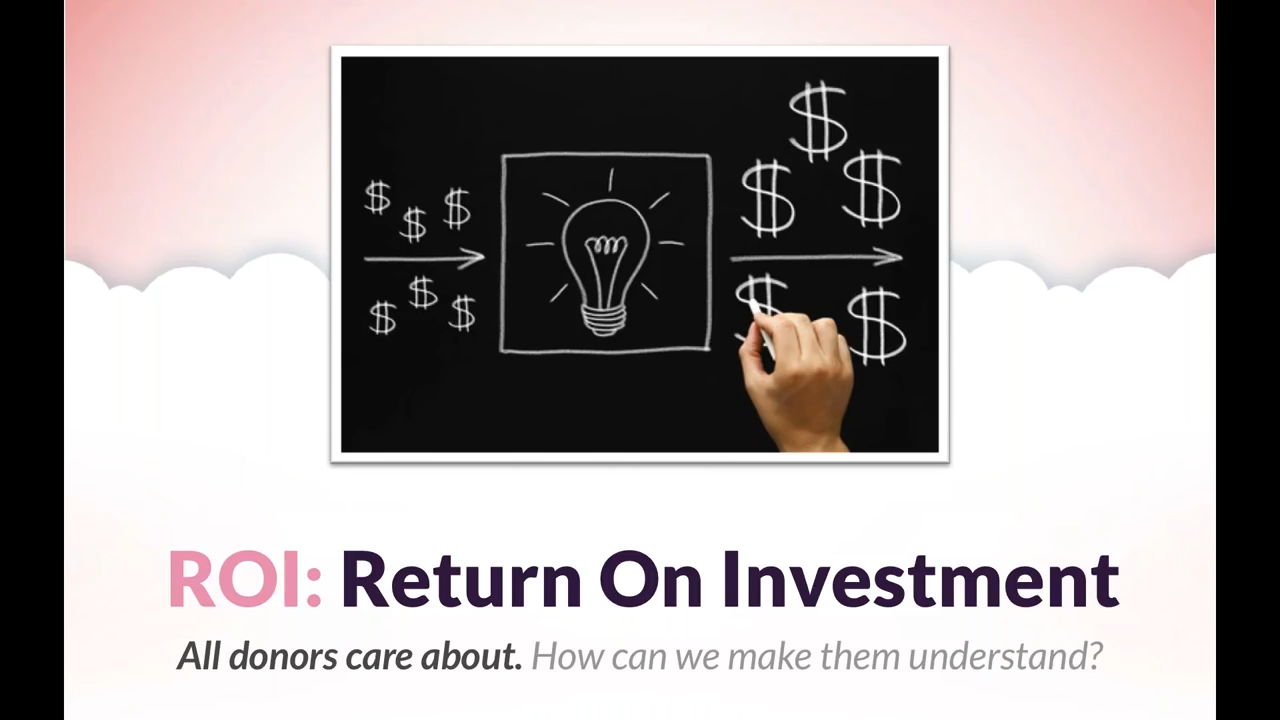 $ $ $ $ $ $
$ $ $ $ $
ROI: Return On Investment
All donors care about. How can we make them understand?